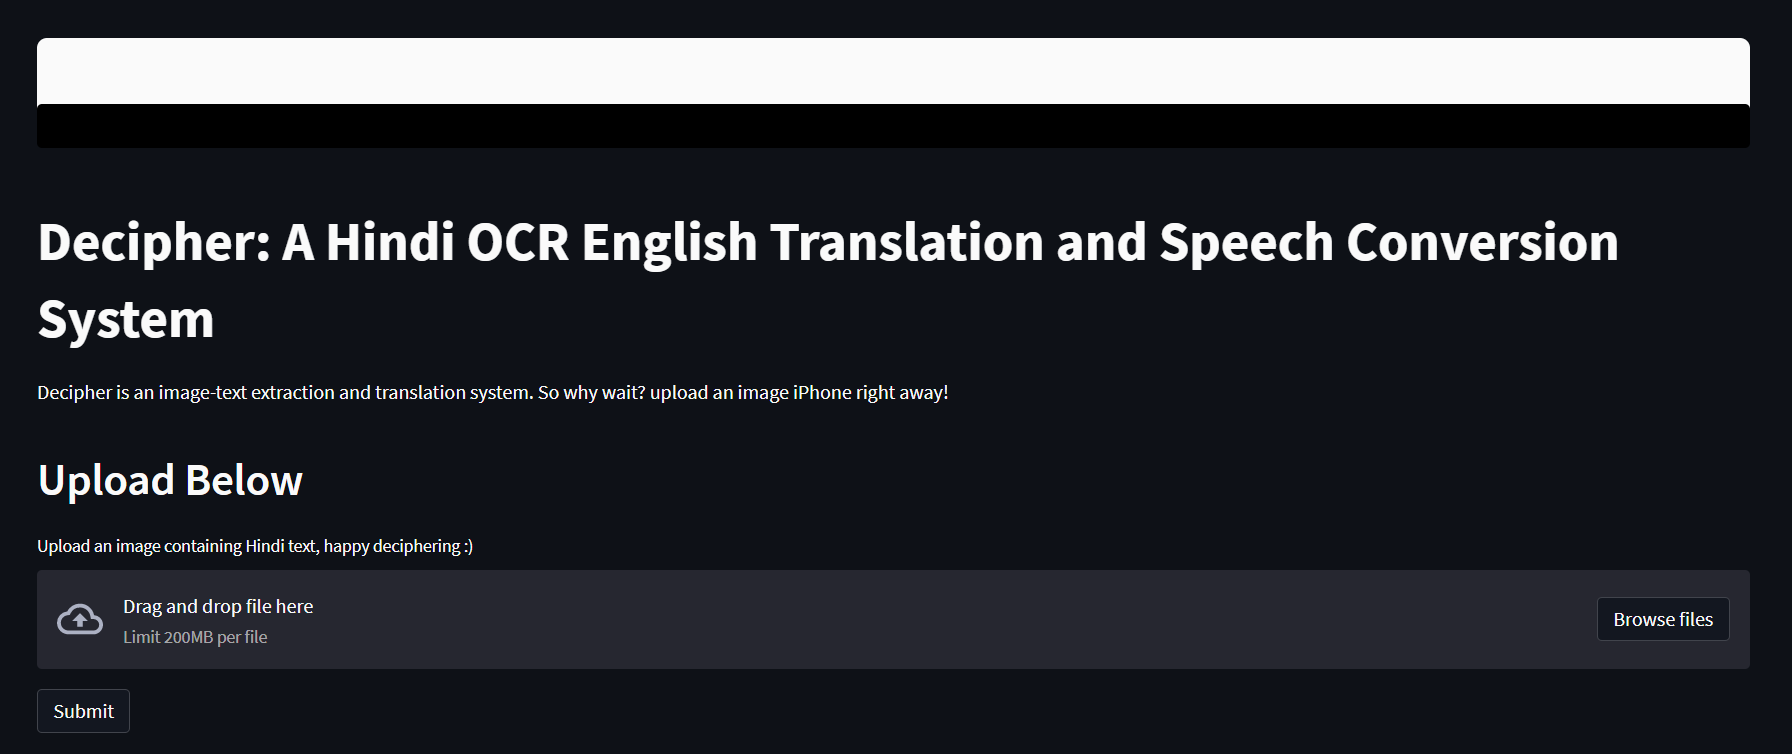 Decipher: A Hindi OCR English Translation and Speech Conversion
System
Decipher is an image-text extraction and translation system. So why wait? upload an image iPhone right away!
Upload Below
Upload an image containing Hindi text, happy deciphering :)
Drag and drop file here
Limit 200MB per file
Browse files
Submit